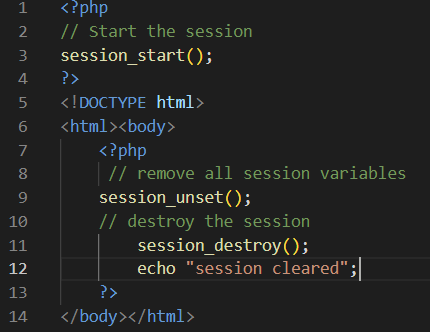 1 <?php
2 // Start the session
3 session_start();
4 ?>
5 <!DOCTYPE html>
6 <html><body>
7 <?php
8 // remove all session variables
9 session_unset();
10 // destroy the session
11 session_destroy();
12 echo "session cleared";
13 ?>
14 </body></html>